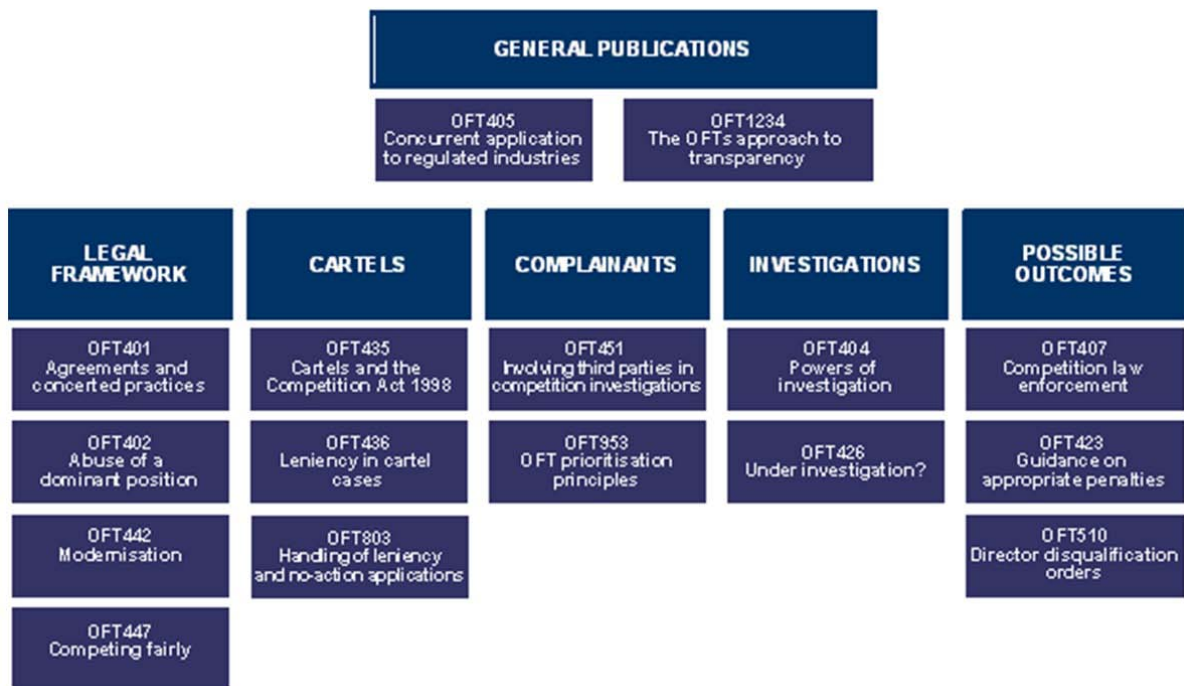 GENERAL PUBLICATIONS
OFT405
Concurrent application
to regulated industries
OFT1234
The OFTs approach to
transparency
LEGAL
FRAMEWORK
OFT401
Agreements and
concerted practices
OFT402
Abuse of a
dominant position
OFT442
Modernisation
OFT447
Competing fairly
CARTELS
OFT435
Cartels and the
Competition Act 1998
OFT436
Leniency in cartel
cases
OFT803
Handling of leniency
and no-action applications
COMPLAINANTS
OFT451
Involving third parties in
competition investigations
OFT953
OFT prioritisation
principles
INVESTIGATIONS
OFT404
Powers of
investigation
OFT426
Under investigation?
POSSIBLE
OUTCOMES
OFT407
Competition law
enforcement
OFT423
Guidance on
appropriate penalties
OFT510
Director disqualification
orders